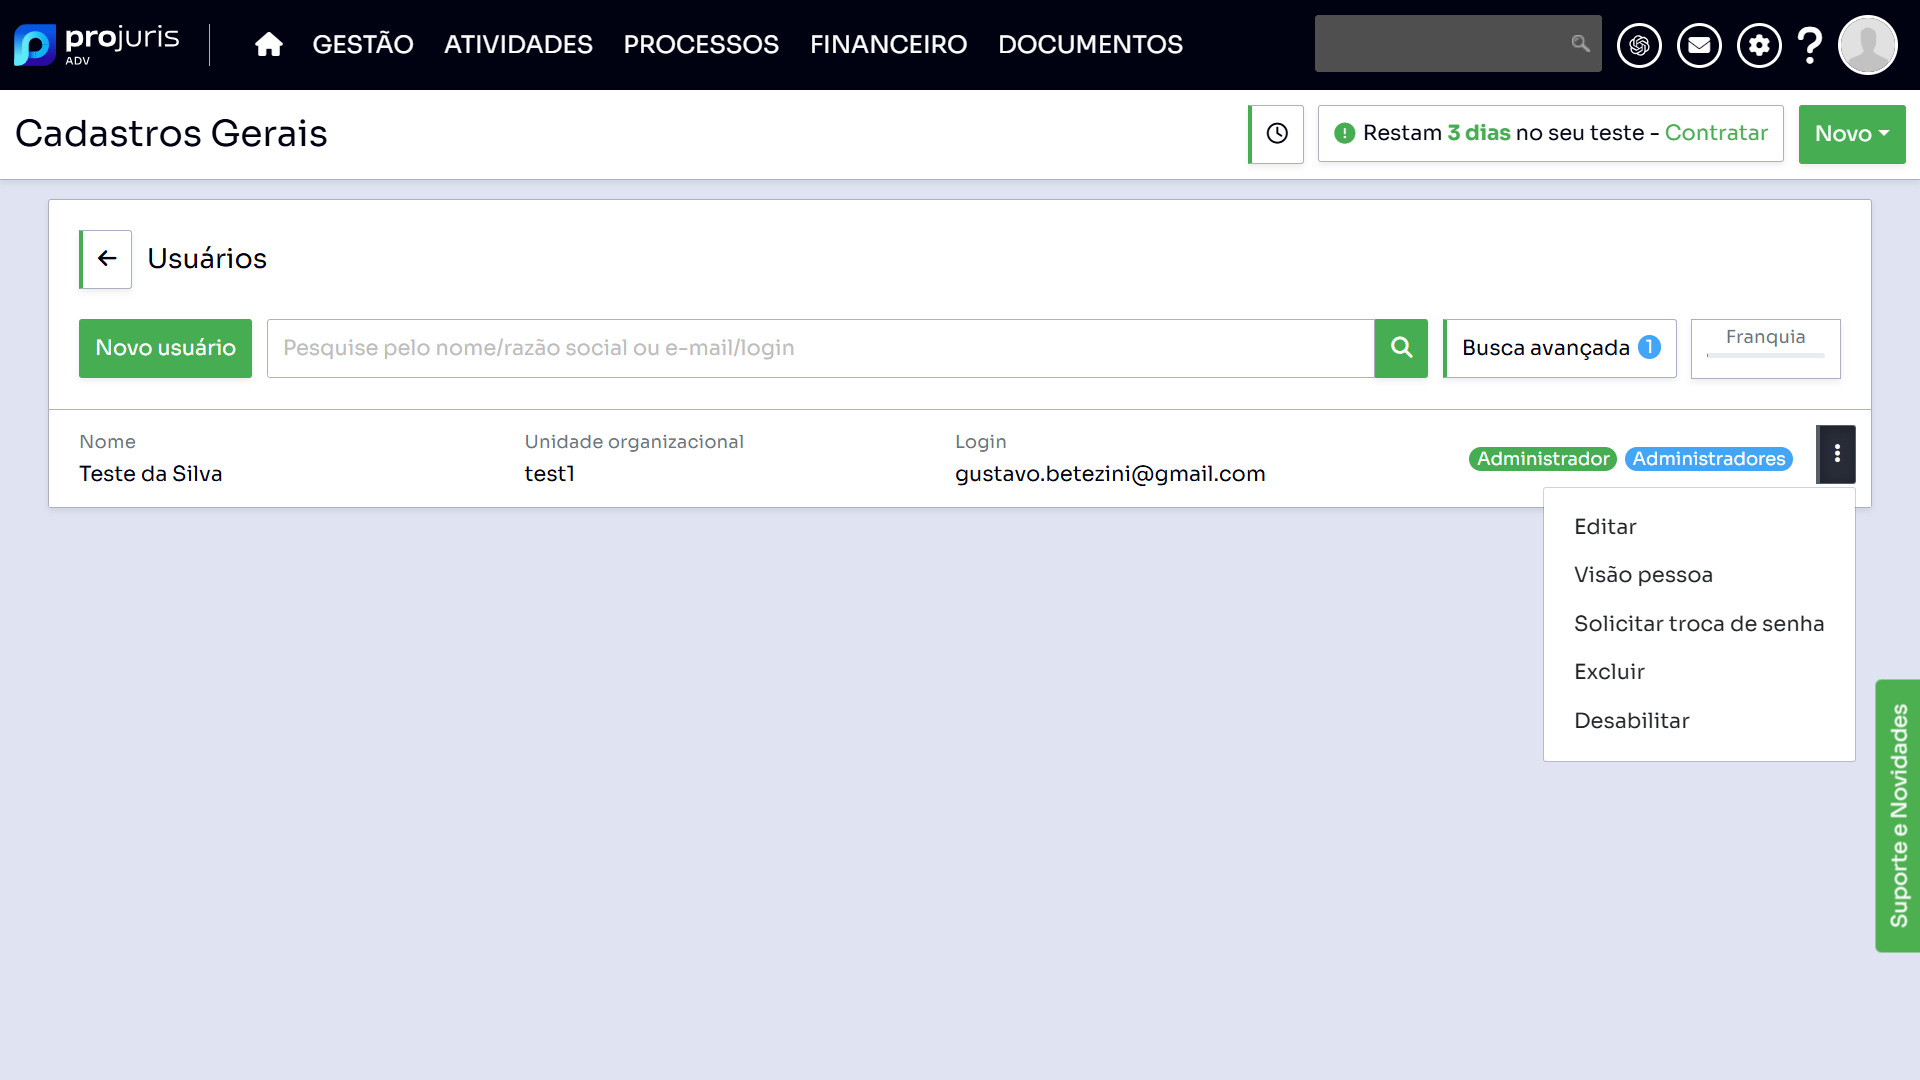 projuris
ADV
GESTÃO
ATIVIDADES
PROCESSOS
FINANCEIRO
DOCUMENTOS
Cadastros Gerais
Restam 3 dias no seu teste - Contratar
Novo
Usuários
Novo usuário
Pesquise pelo nome/razão social ou e-mail/login
Busca avançada 1
Franquia
Nome
Teste da Silva
Unidade organizacional
test1
Login
gustavo.betezini@gmail.com
Administrador
Administradores
Editar
Visão pessoa
Solicitar troca de senha
Excluir
Desabilitar
Suporte e Novidades